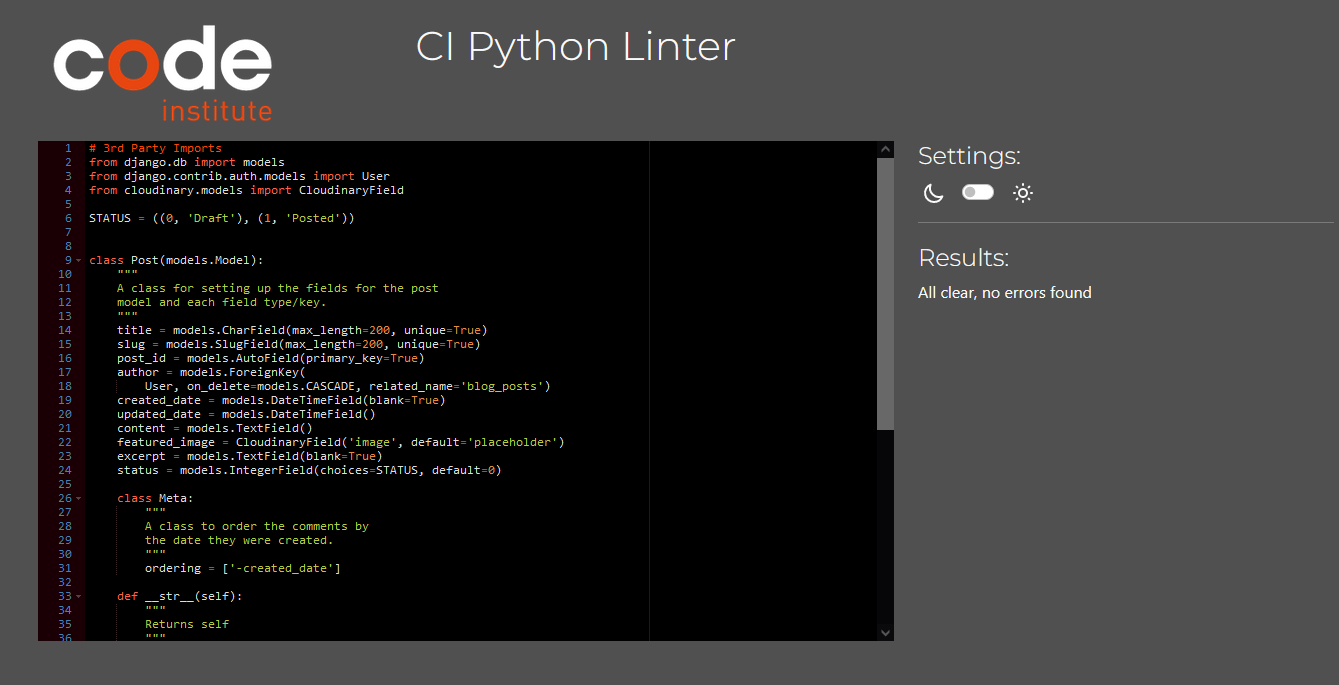 code
institute
CI Python Linter
1 # 3rd Party Imports
2 from django.db import models
3 from django.contrib.auth.models import User
4 from cloudinary.models import CloudinaryField
5
6 STATUS = ((0, 'Draft'), (1, 'Posted'))
7
8
9 class Post(models.Model):
10     """
11     A class for setting up the fields for the post
12     model and each field type/key.
13     """
14     title = models.CharField(max_length=200, unique=True)
15     slug = models.SlugField(max_length=200, unique=True)
16     post_id = models.AutoField(primary_key=True)
17     author = models.ForeignKey(
18         User, on_delete=models.CASCADE, related_name='blog_posts')
19     created_date = models.DateTimeField(blank=True)
20     updated_date = models.DateTimeField()
21     content = models.TextField()
22     featured_image = CloudinaryField('image', default='placeholder')
23     excerpt = models.TextField(blank=True)
24     status = models.IntegerField(choices=STATUS, default=0)
25
26     class Meta:
27         """
28         A class to order the comments by
29         the date they were created.
30         """
31         ordering = ['-created_date']
32
33     def __str__(self):
34         """
35         Returns self
36         """
Settings:
Results:
All clear, no errors found